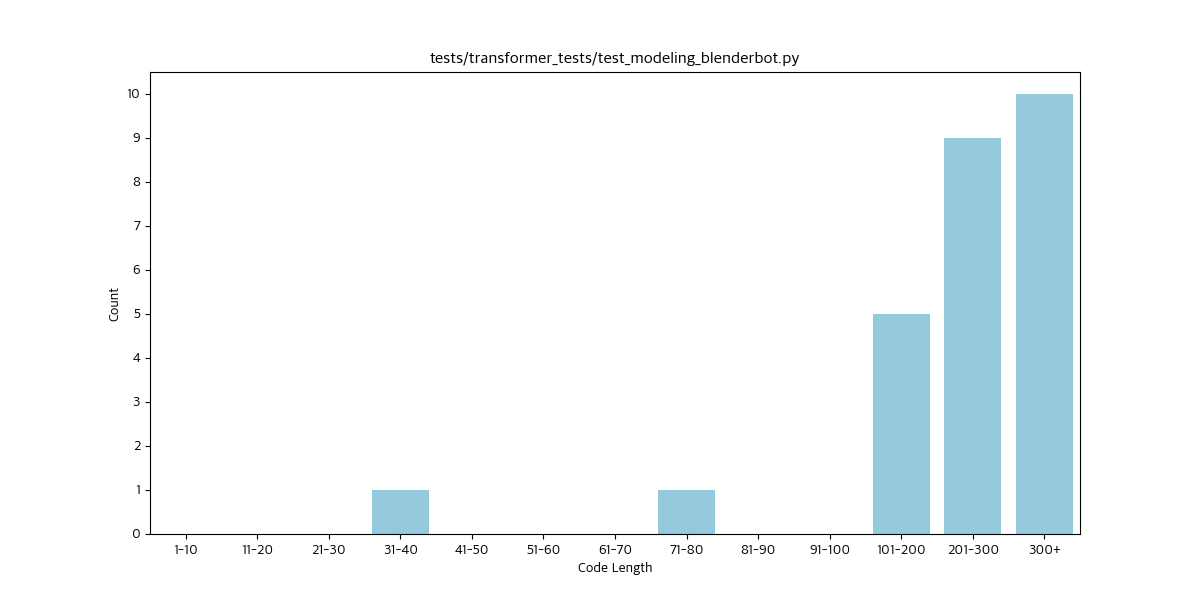 tests/transformer_tests/test_modeling_blenderbot.py
10
9
8
7
6
5
4
3
2
1
0
Count
1-10 11-20 21-30 31-40 41-50 51-60 61-70 71-80 81-90 91-100 101-200 201-300 300+
Code Length